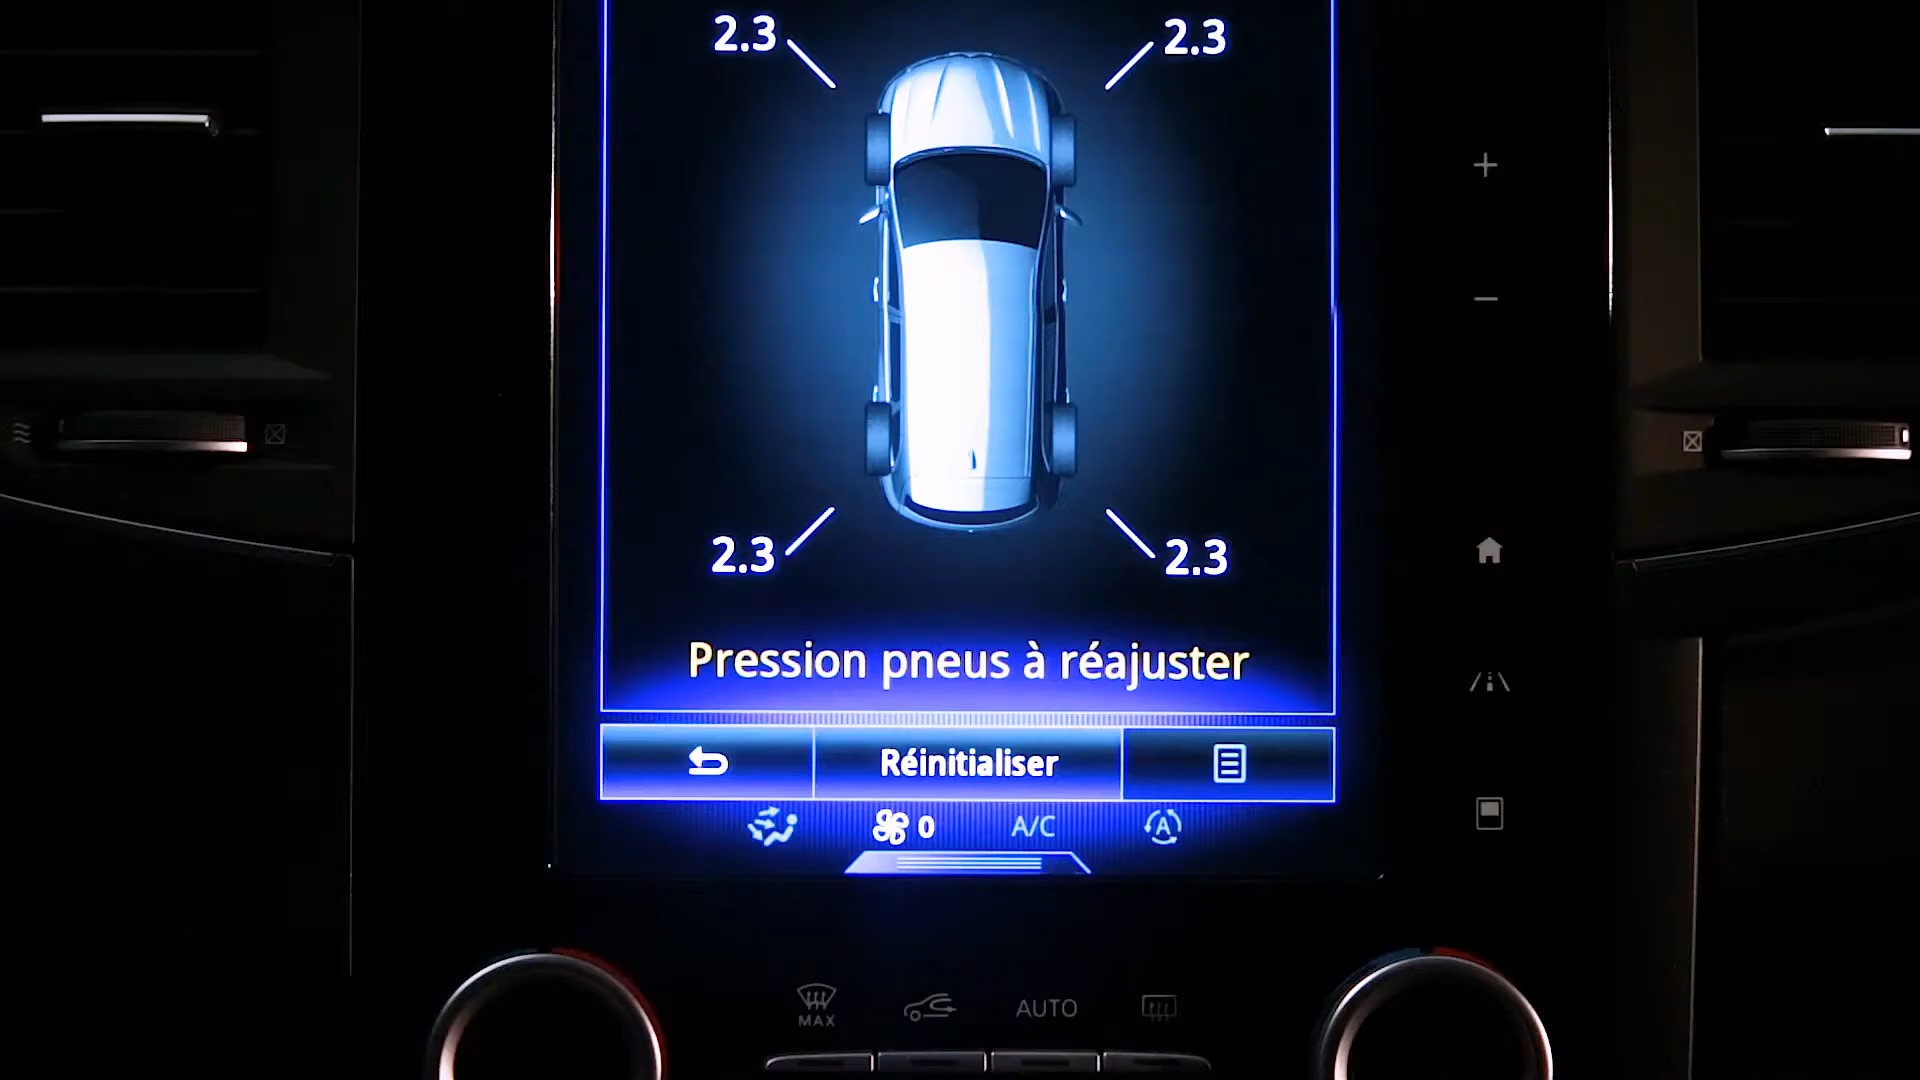 2.3
2.3
2.3
2.3
Pression pneus à réajuster
Réinitialiser
0
A/C
A
MAX
AUTO